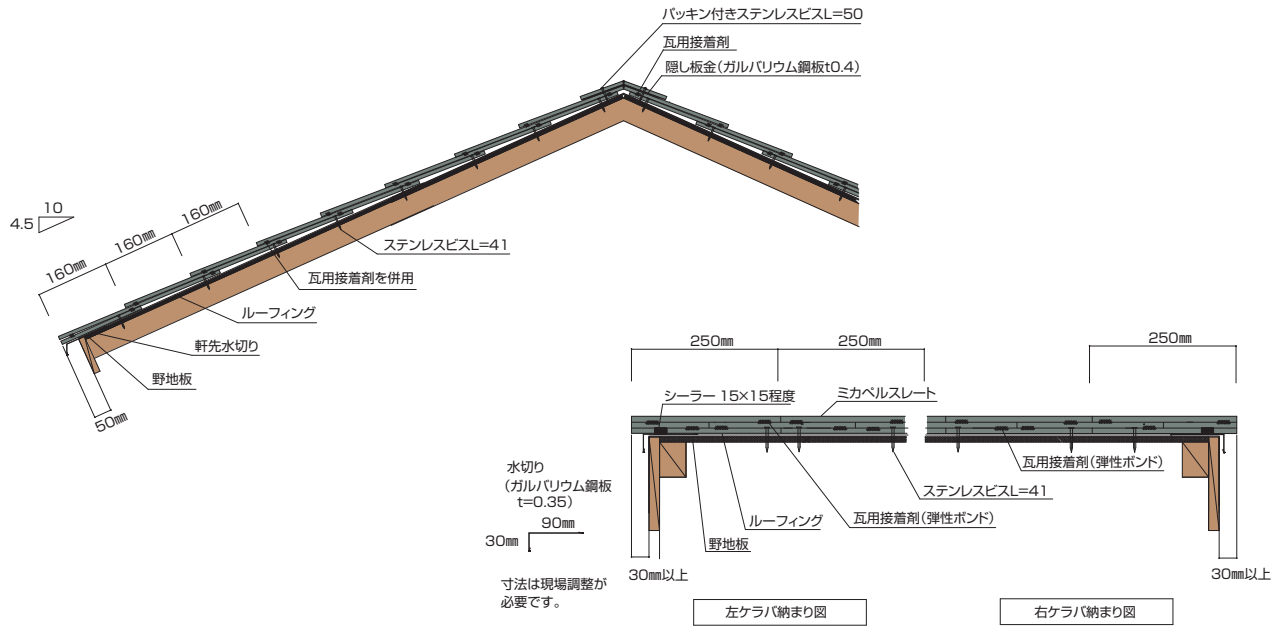 パッキン付きステンレスビスL=50
瓦用接着剤
隠し板金(ガルバリウム鋼板t0.4)
10
4.5
160㎜
160㎜
160㎜
ステンレスビスL=41
瓦用接着剤を併用
ルーフィング
軒先水切り
野地板
50㎜
250㎜
250㎜
250㎜
シーラー 15×15程度
ミカペルスレート
瓦用接着剤(弾性ボンド)
ステンレスビスL=41
瓦用接着剤(弾性ボンド)
ルーフィング
野地板
水切り
(ガルバリウム鋼板
t=0.35)
90㎜
30㎜
寸法は現場調整が
必要です。
30㎜以上
30㎜以上
左ケラバ納まり図
右ケラバ納まり図